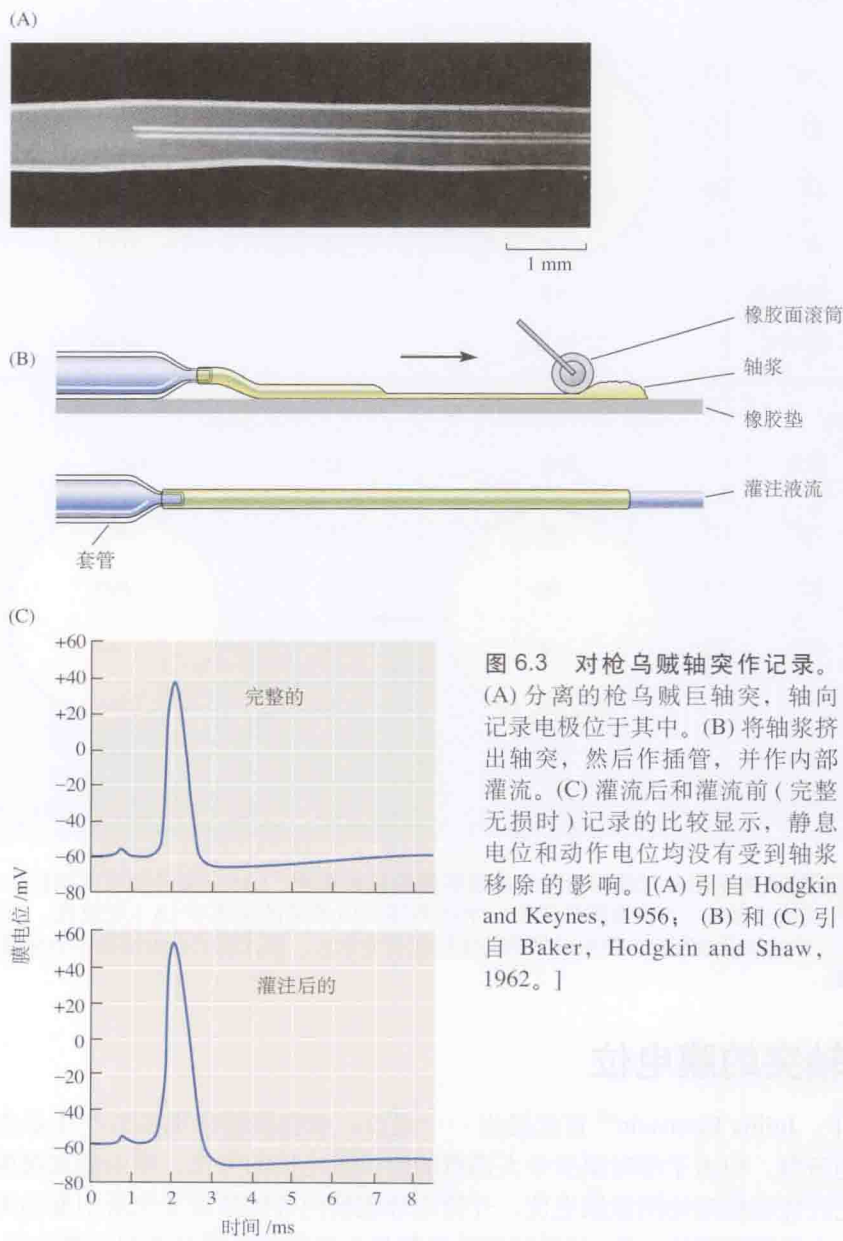 (A)
1 mm
(B)
橡胶面滚筒
轴浆
橡胶垫
灌注液流
套管
(C)
+60
+40
+20
0
−20
−40
−60
−80
完整的
膜电位 /mV
+60
+40
+20
0
−20
−40
−60
−80
灌注后的
0
1
2
3
4
5
6
7
8
时间 /ms
图 6.3 对枪乌贼轴突作记录。
(A) 分离的枪乌贼巨轴突，轴向
记录电极位于其中。(B) 将轴浆挤
出轴突，然后作插管，并作内部
灌流。(C) 灌流后和灌流前 ( 完整
无损时 ) 记录的比较显示，静息
电位和动作电位均没有受到轴浆
移除的影响。[(A) 引自 Hodgkin
and Keynes, 1956； (B) 和 (C) 引
自 Baker, Hodgkin and Shaw,
1962。]
轴突的膜电位